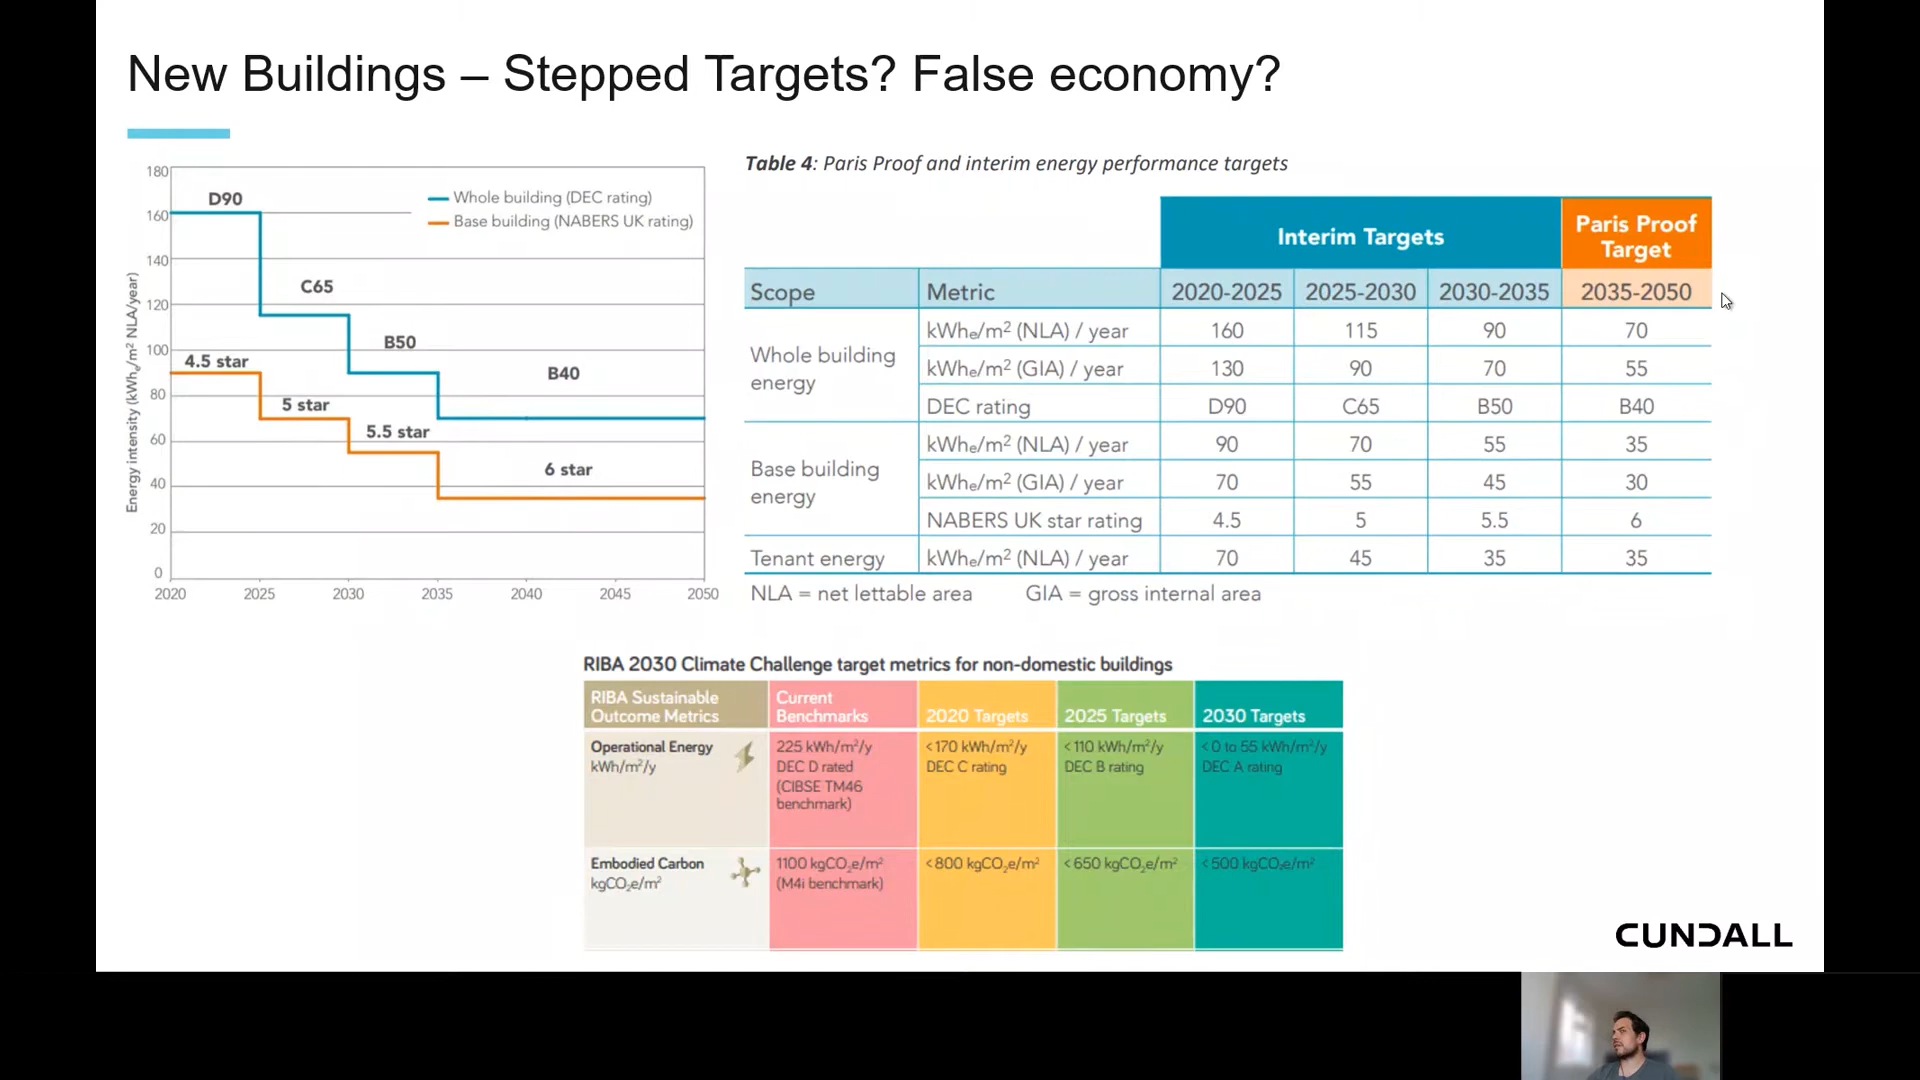 New Buildings – Stepped Targets? False economy?
Energy intensity (kWhe/m² NLA/year)
180
160
140
120
100
80
60
40
20
0
2020 2025 2030 2035 2040 2045 2050
D90
C65
B50
B40
4.5 star
5 star
5.5 star
6 star
Whole building (DEC rating)
Base building (NABERS UK rating)
Table 4: Paris Proof and interim energy performance targets
Interim Targets
Paris Proof
Target
Scope Metric 2020-2025 2025-2030 2030-2035 2035-2050
Whole building
energy
kWhe/m² (NLA) / year 160 115 90 70
kWhe/m² (GIA) / year 130 90 70 55
DEC rating D90 C65 B50 B40
Base building
energy
kWhe/m² (NLA) / year 90 70 55 35
kWhe/m² (GIA) / year 70 55 45 30
NABERS UK star rating 4.5 5 5.5 6
Tenant energy kWhe/m² (NLA) / year 70 45 35 35
NLA = net lettable area GIA = gross internal area
RIBA 2030 Climate Challenge target metrics for non-domestic buildings
RIBA Sustainable
Outcome Metrics
Current
Benchmarks
2020 Targets
2025 Targets
2030 Targets
Operational Energy
kWh/m²/y
225 kWh/m²/y
DEC D rated
(CIBSE TM46
benchmark)
<170 kWh/m²/y
DEC C rating
<110 kWh/m²/y
DEC B rating
<0 to 55 kWh/m²/y
DEC A rating
Embodied Carbon
kgCO₂e/m²
1100 kgCO₂e/m²
(M4i benchmark)
<800 kgCO₂e/m²
<650 kgCO₂e/m²
<500 kgCO₂e/m²
CUNDALL